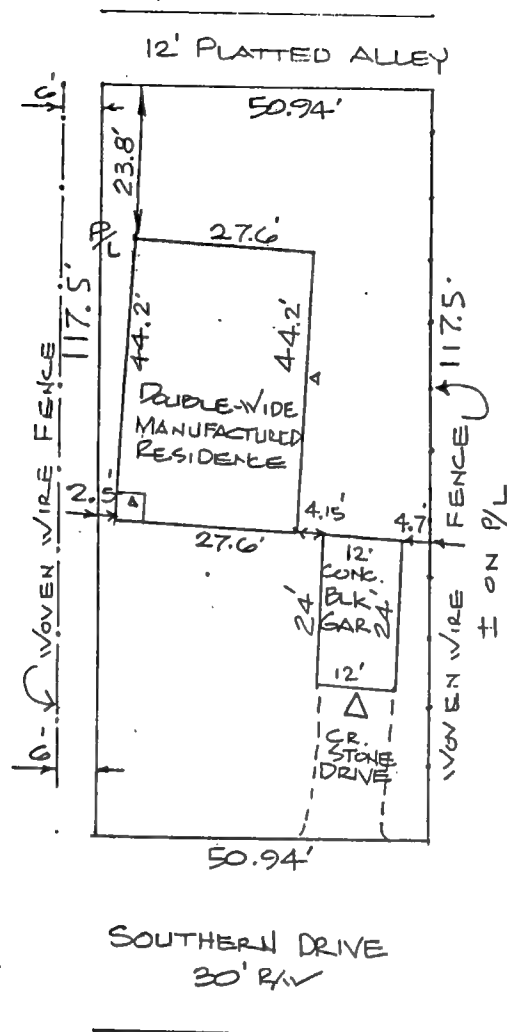 12' PLATTED ALLEY
6'
50.94'
23.8'
P/L
27.6'
117.5'
44.2'
44.2'
117.5'
DOUBLE-WIDE
MANUFACTURED
RESIDENCE
WOVEN WIRE FENCE
2.5'
27.6'
4.15'
4.7'
WOVEN WIRE FENCE
± ON P/L
12'
CONC.
BLK
GAR.
24'
24'
12'
CR.
STONE
DRIVE
6'
50.94'
SOUTHERN DRIVE
30' R/W